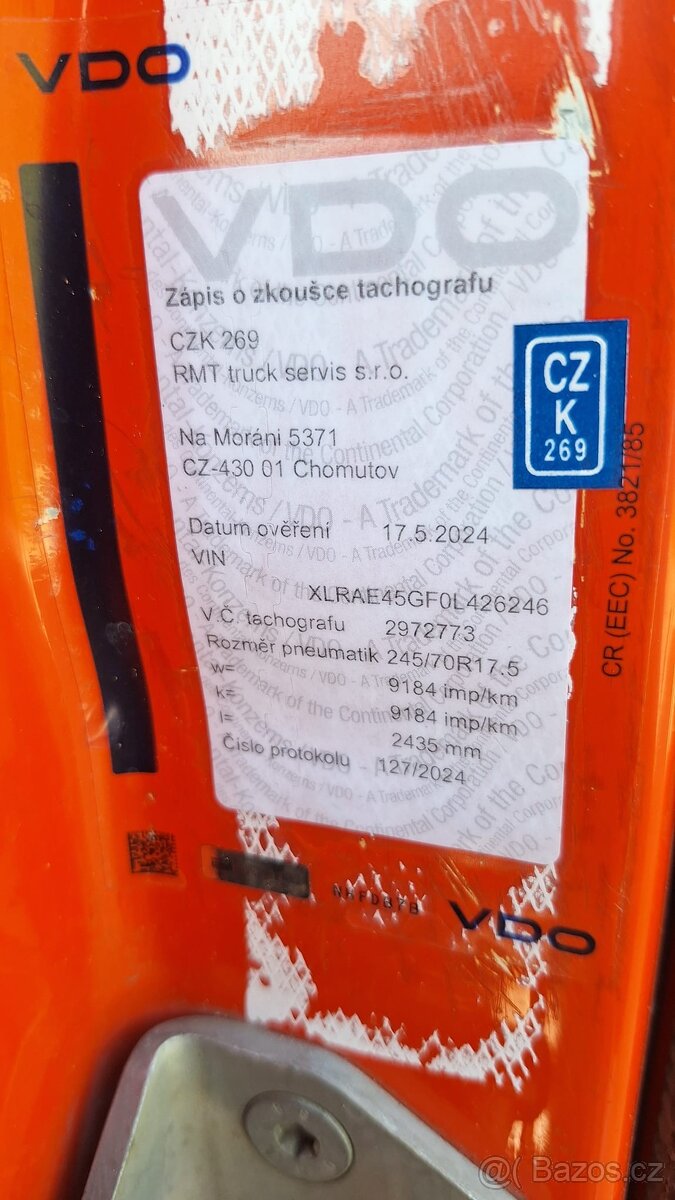 VDO
VDO
Zápis o zkoušce tachografu
CZK 269
RMT truck servis s.r.o.
CZ
K
269
Na Moráni 5371
CZ-430 01 Chomutov
CR (EEC) No. 3821/85
Datum ověření 17.5.2024
VIN
XLRAE45GF0L426246
V.Č. tachografu 2972773
Rozměr pneumatik 245/70R17.5
w= 9184 imp/km
k= 9184 imp/km
l= 2435 mm
Číslo protokolu 127/2024
VDO
@( Bazos.cz